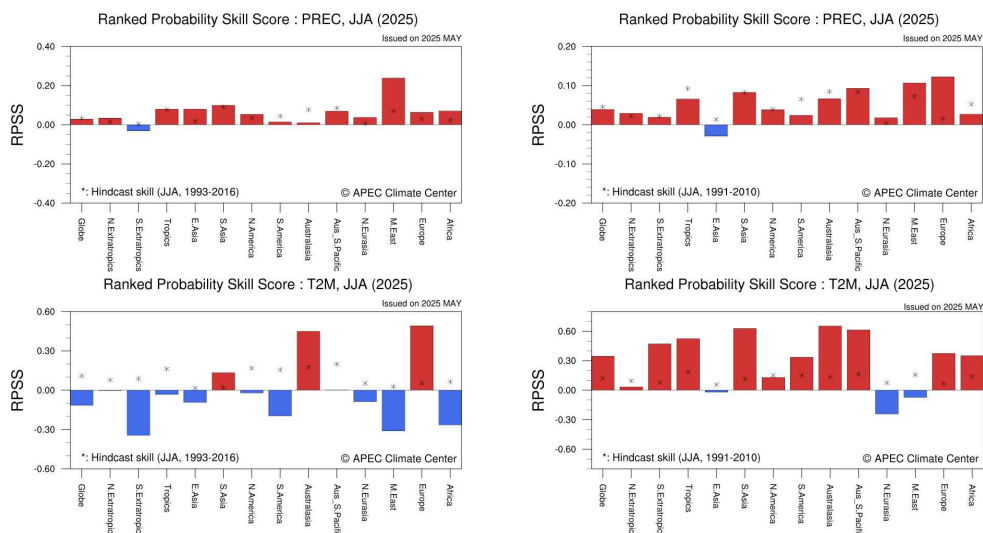 Ranked Probability Skill Score : PREC, JJA (2025)
Issued on 2025 MAY
0.40
0.20
0.00
-0.20
-0.40
RPSS
*: Hindcast skill (JJA, 1993-2016)
© APEC Climate Center
Globe
N.Extratropics
S.Extratropics
Tropics
E.Asia
S.Asia
N.America
S.America
Australasia
Aus_S.Pacific
N.Eurasia
M.East
Europe
Africa
Ranked Probability Skill Score : PREC, JJA (2025)
Issued on 2025 MAY
0.20
0.10
0.00
-0.10
-0.20
RPSS
*: Hindcast skill (JJA, 1991-2010)
© APEC Climate Center
Globe
N.Extratropics
S.Extratropics
Tropics
E.Asia
S.Asia
N.America
S.America
Australasia
Aus_S.Pacific
N.Eurasia
M.East
Europe
Africa
Ranked Probability Skill Score : T2M, JJA (2025)
Issued on 2025 MAY
0.60
0.30
0.00
-0.30
-0.60
RPSS
*: Hindcast skill (JJA, 1993-2016)
© APEC Climate Center
Globe
N.Extratropics
S.Extratropics
Tropics
E.Asia
S.Asia
N.America
S.America
Australasia
Aus_S.Pacific
N.Eurasia
M.East
Europe
Africa
Ranked Probability Skill Score : T2M, JJA (2025)
Issued on 2025 MAY
0.60
0.30
0.00
-0.30
-0.60
RPSS
*: Hindcast skill (JJA, 1991-2010)
© APEC Climate Center
Globe
N.Extratropics
S.Extratropics
Tropics
E.Asia
S.Asia
N.America
S.America
Australasia
Aus_S.Pacific
N.Eurasia
M.East
Europe
Africa